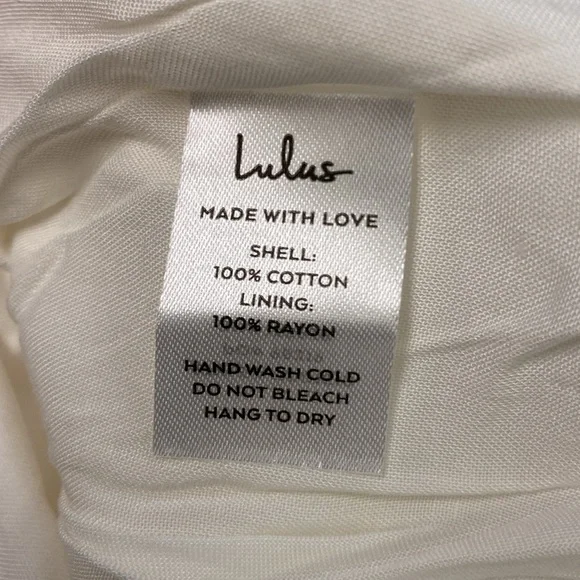 Lulus
MADE WITH LOVE
SHELL:
100% COTTON
LINING:
100% RAYON
HAND WASH COLD
DO NOT BLEACH
HANG TO DRY